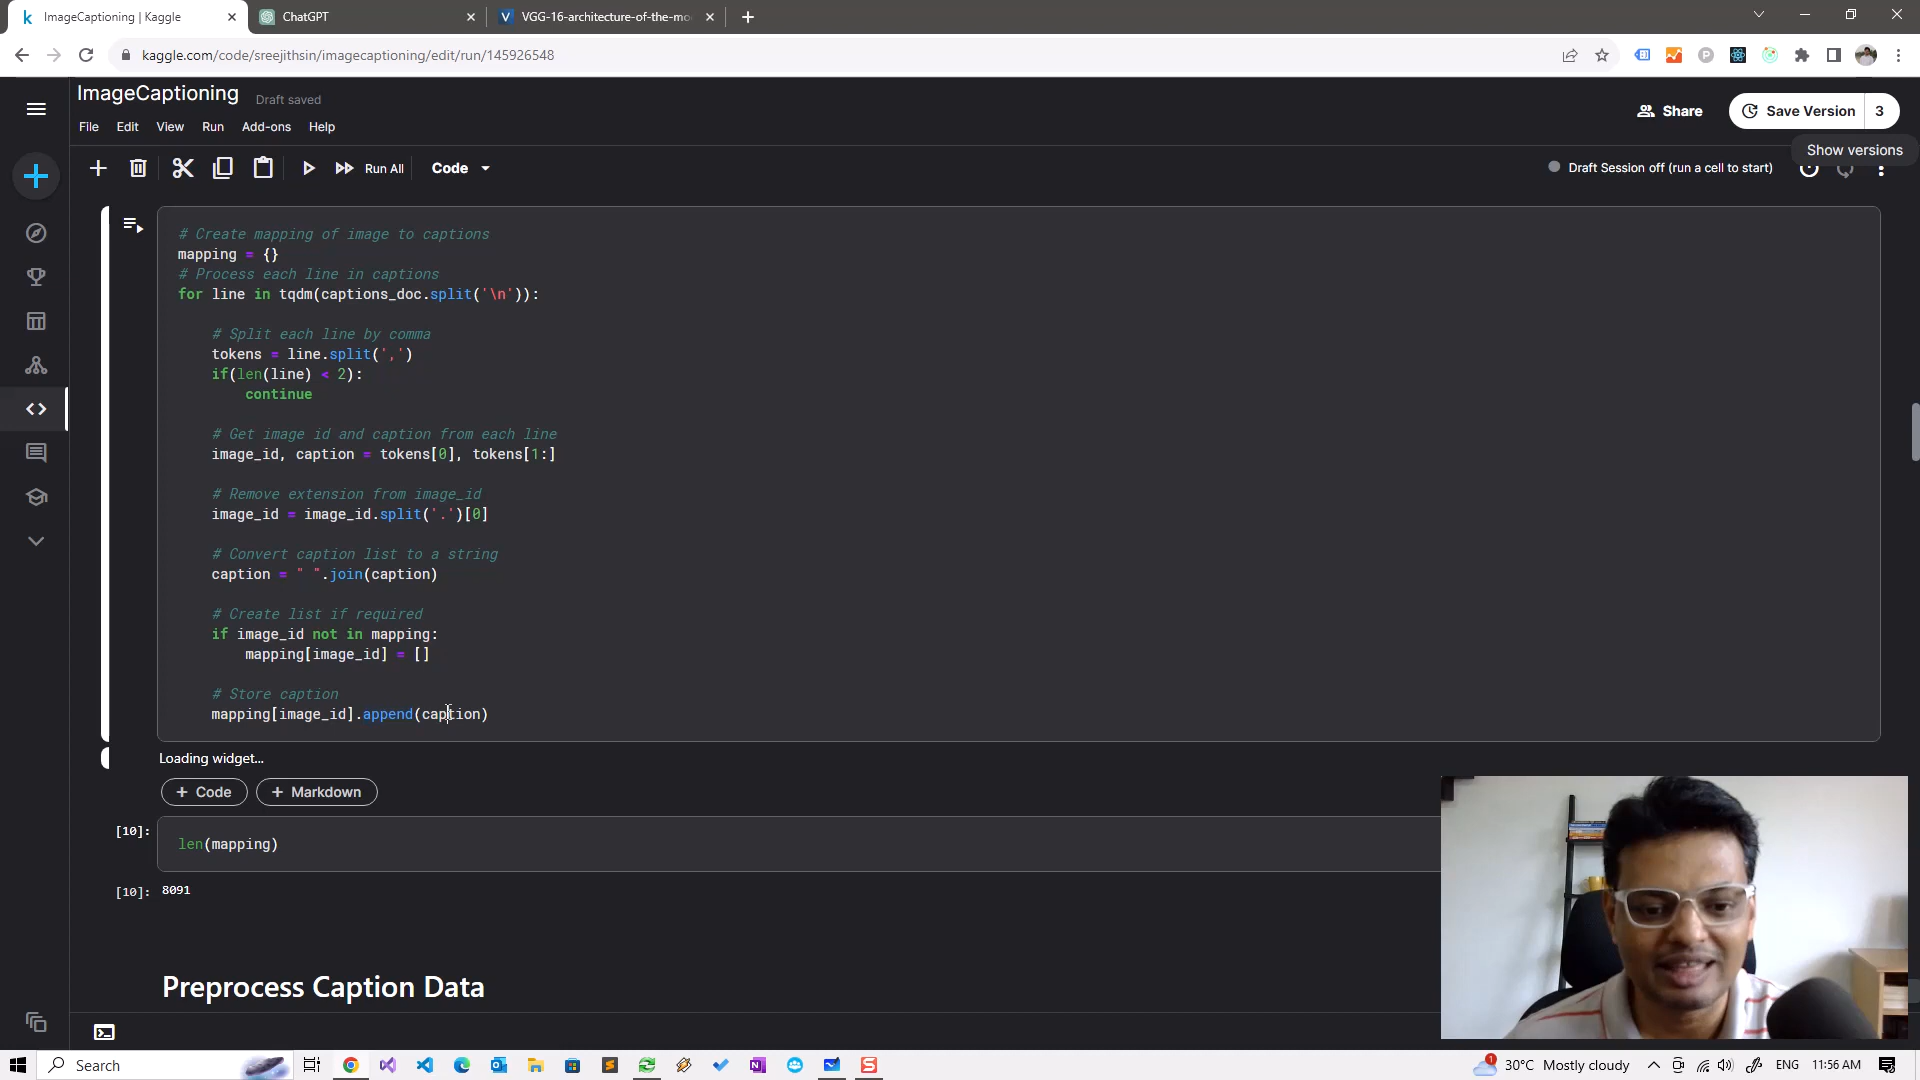 ImageCaptioning | Kaggle
ChatGPT
VGG-16-architecture-of-the-mo
kaggle.com/code/sreejithsin/imagecaptioning/edit/run/145926548
ImageCaptioning
Draft saved
File Edit View Run Add-ons Help
Share
Save Version 3
Show versions
Run All
Code
Draft Session off (run a cell to start)
# Create mapping of image to captions
mapping = {}
# Process each line in captions
for line in tqdm(captions_doc.split('\n')):
# Split each line by comma
tokens = line.split(',')
if(len(line) < 2):
continue
# Get image id and caption from each line
image_id, caption = tokens[0], tokens[1:]
# Remove extension from image_id
image_id = image_id.split('.')[0]
# Convert caption list to a string
caption = " ".join(caption)
# Create list if required
if image_id not in mapping:
mapping[image_id] = []
# Store caption
mapping[image_id].append(caption)
Loading widget...
+ Code
+ Markdown
[10]:
len(mapping)
[10]: 8091
Preprocess Caption Data
Search
1
30°C Mostly cloudy
ENG
11:56 AM